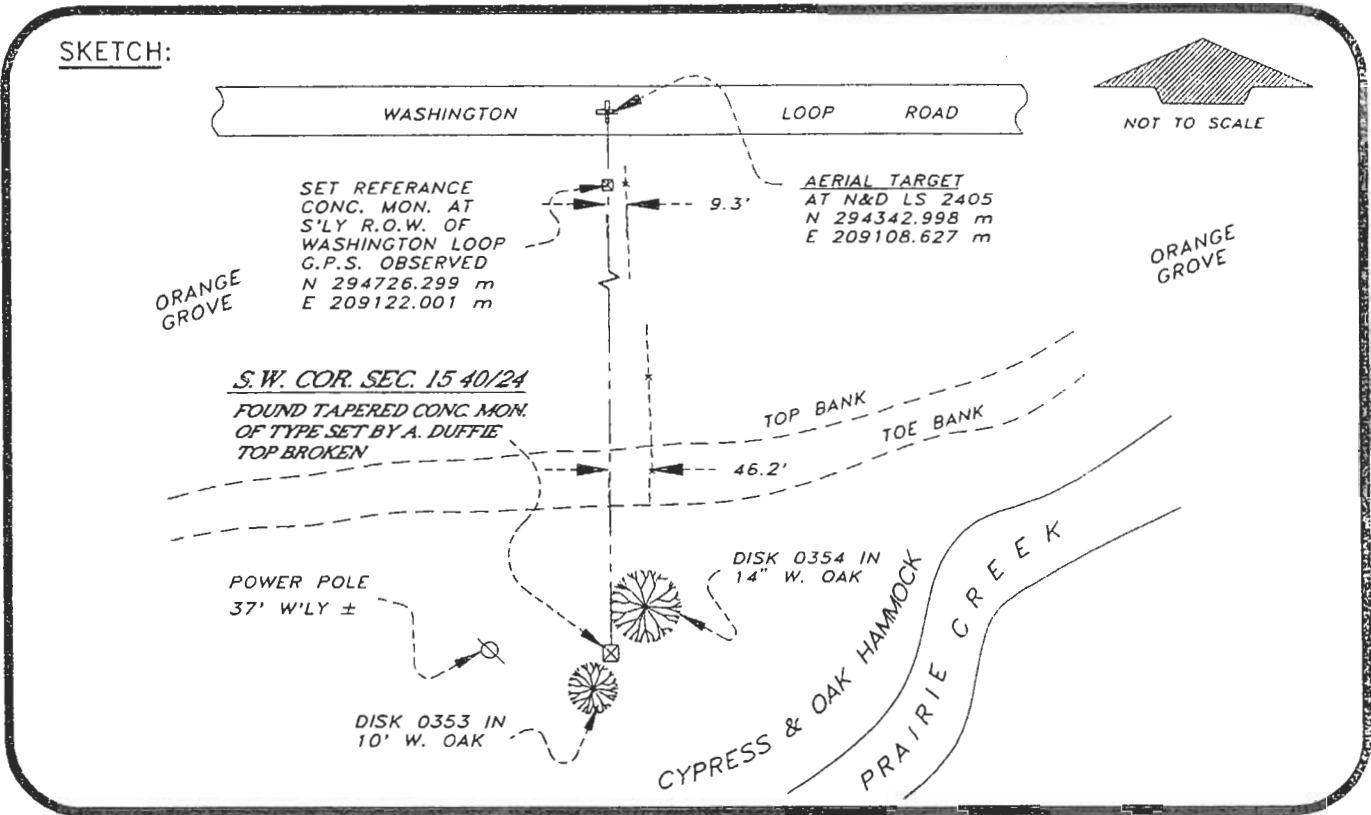 SKETCH:
NOT TO SCALE
WASHINGTON LOOP ROAD
SET REFERANCE
CONC. MON. AT
S'LY R.O.W. OF
WASHINGTON LOOP
G.P.S. OBSERVED
N 294726.299 m
E 209122.001 m
9.3'
AERIAL TARGET
AT N&D LS 2405
N 294342.998 m
E 209108.627 m
ORANGE
GROVE
ORANGE
GROVE
S.W. COR. SEC. 15 40/24
FOUND TAPERED CONC. MON.
OF TYPE SET BY A. DUFFIE
TOP BROKEN
TOP BANK
TOE BANK
46.2'
POWER POLE
37' W'LY ±
DISK 0354 IN
14" W. OAK
DISK 0353 IN
10' W. OAK
CYPRESS & OAK HAMMOCK
PRAIRIE CREEK